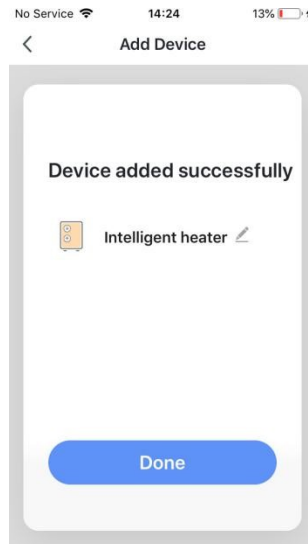 No Service 14:24 13%
Add Device
Device added successfully
Intelligent heater
Done